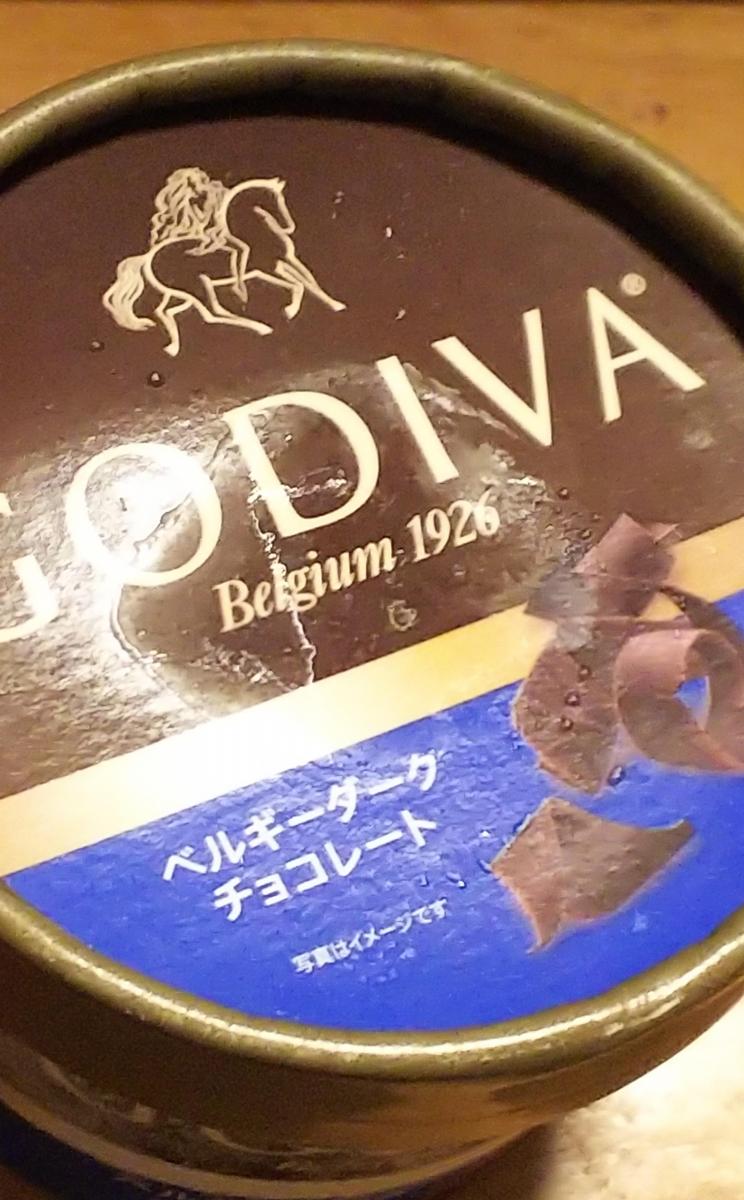 GODIVA®
Belgium 1926
ベルギーダーク
チョコレート
写真はイメージです